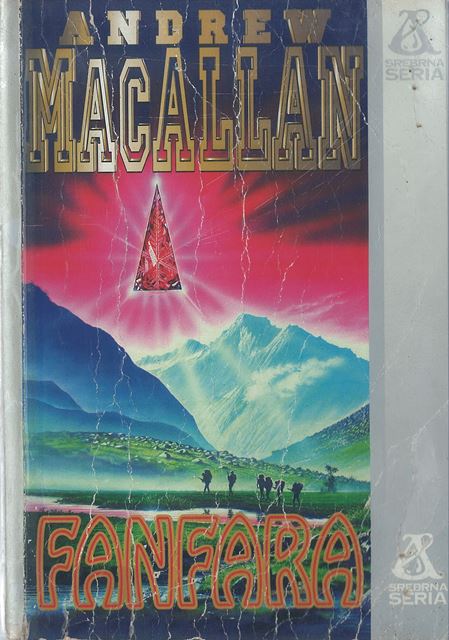 ANDREW
MACALLAN
SREBRNA
SERIA
FANFARA
SREBRNA
SERIA